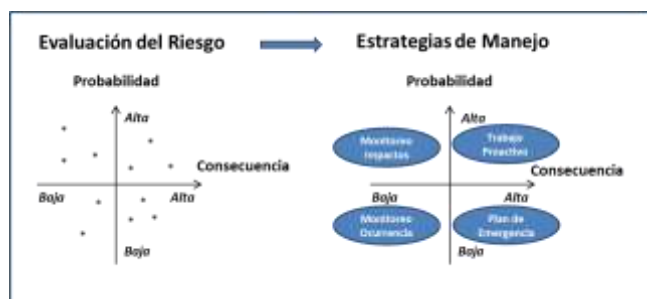 Evaluación del Riesgo
Estrategias de Manejo
Probabilidad
Alta
Consecuencia
Baja
Alta
Baja
Probabilidad
Alta
Monitoreo
Impactos
Trabajo
Proactivo
Consecuencia
Baja
Alta
Monitoreo
Ocurrencia
Plan de
Emergencia
Baja